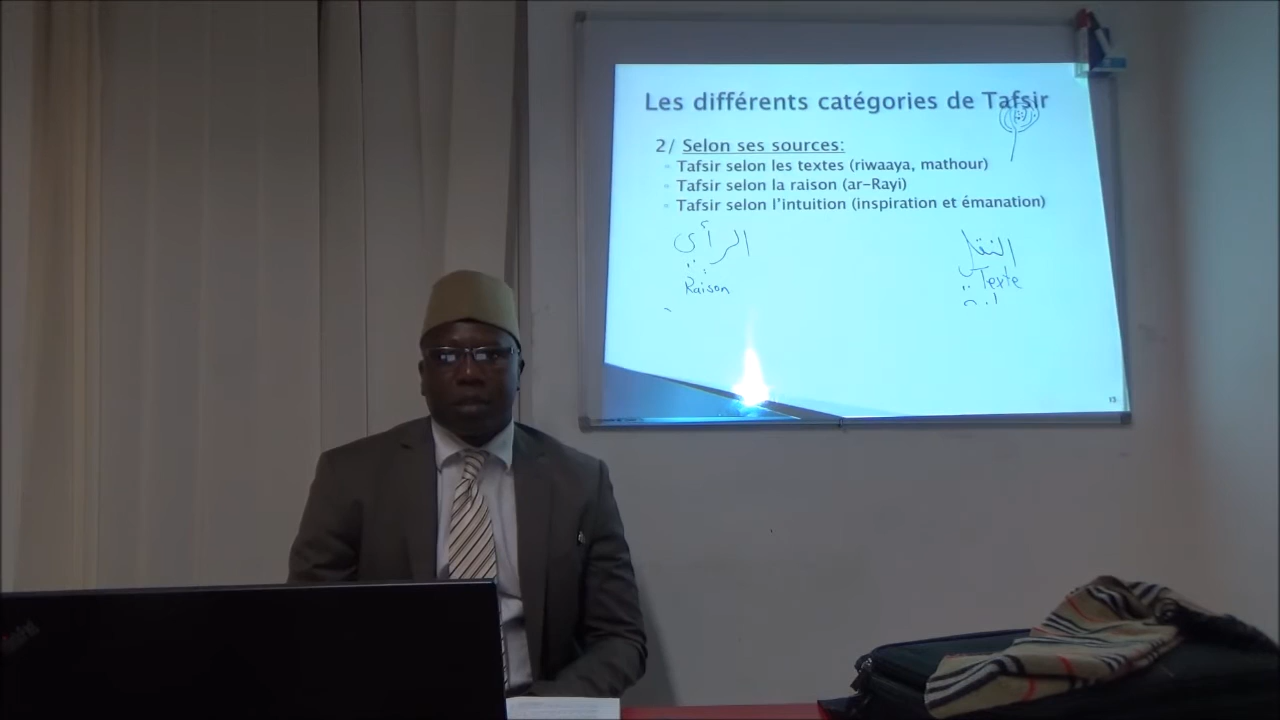 Les différents catégories de Tafsir
2/ Selon ses sources:
Tafsir selon les textes (riwaaya, mathour)
Tafsir selon la raison (ar-Rayi)
Tafsir selon l'intuition (inspiration et émanation)
الرأي
النقل
Raison
Texte
13